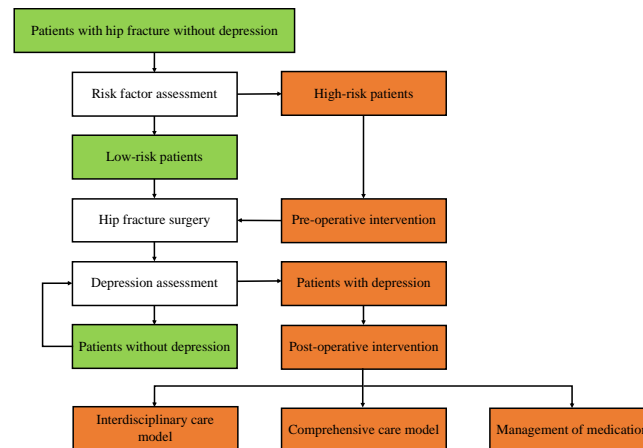 Patients with hip fracture without depression
Risk factor assessment
High-risk patients
Low-risk patients
Hip fracture surgery
Pre-operative intervention
Depression assessment
Patients with depression
Patients without depression
Post-operative intervention
Interdisciplinary care
model
Comprehensive care model
Management of medication